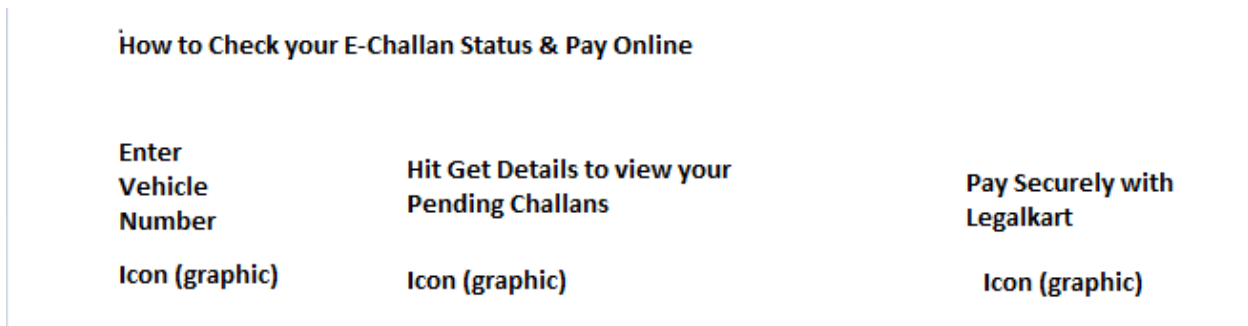 How to Check your E-Challan Status & Pay Online
Enter
Vehicle
Number
Icon (graphic)
Hit Get Details to view your
Pending Challans
Icon (graphic)
Pay Securely with
Legalkart
Icon (graphic)